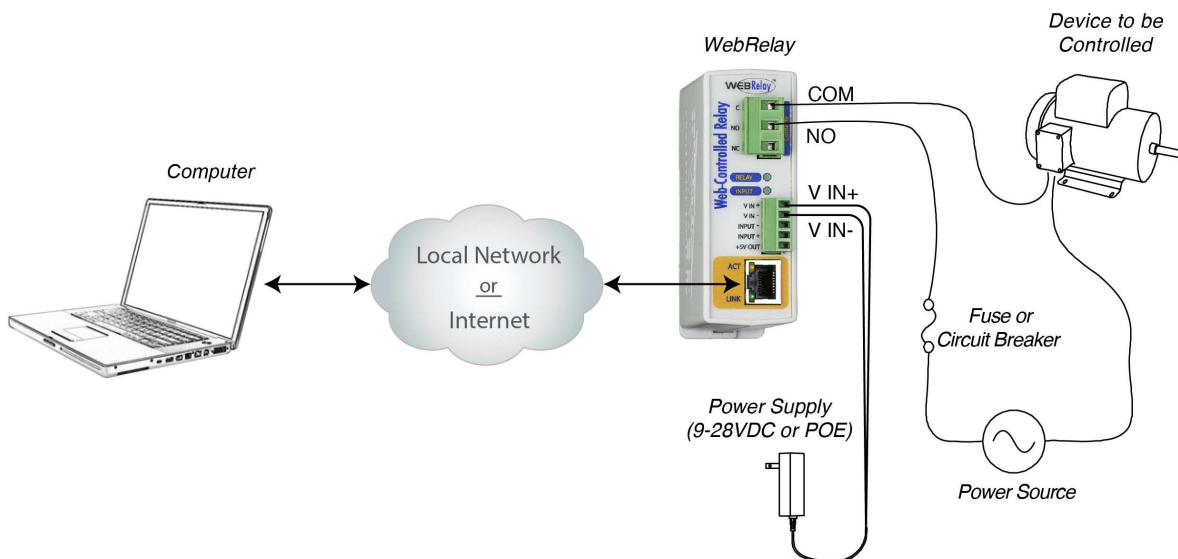 Device to be
Controlled
WebRelay
WEBRelay™
Web-Controlled Relay
C
NO
NC
COM
NO
RELAY
INPUT
V IN +
V IN -
INPUT -
INPUT +
+5V OUT
V IN+
V IN-
ACT
LINK
Computer
Local Network
or
Internet
Fuse or
Circuit Breaker
Power Supply
(9-28VDC or POE)
Power Source